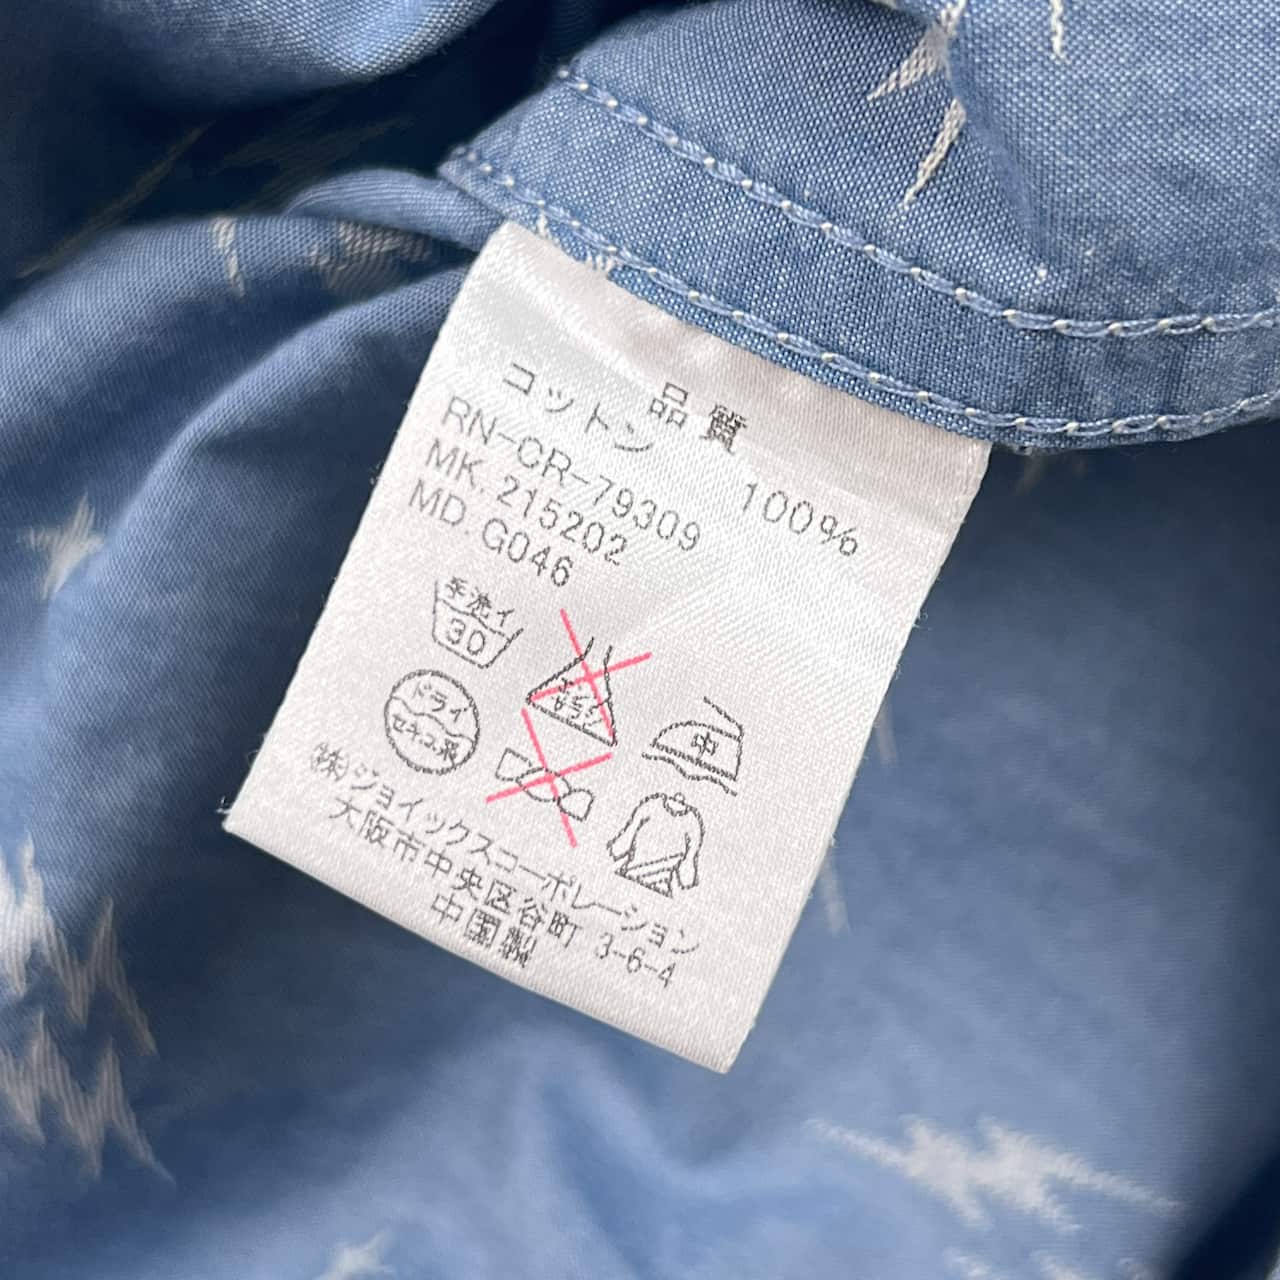 品質
コットン 100%
RN-CR-79309
MK. 215202
MD. G046
手洗イ
30
エンソ
サラシ
中
ドライ
セキユ系
(株)ジョイックスコーポレーション
大阪市中央区谷町 3-6-4
中国製